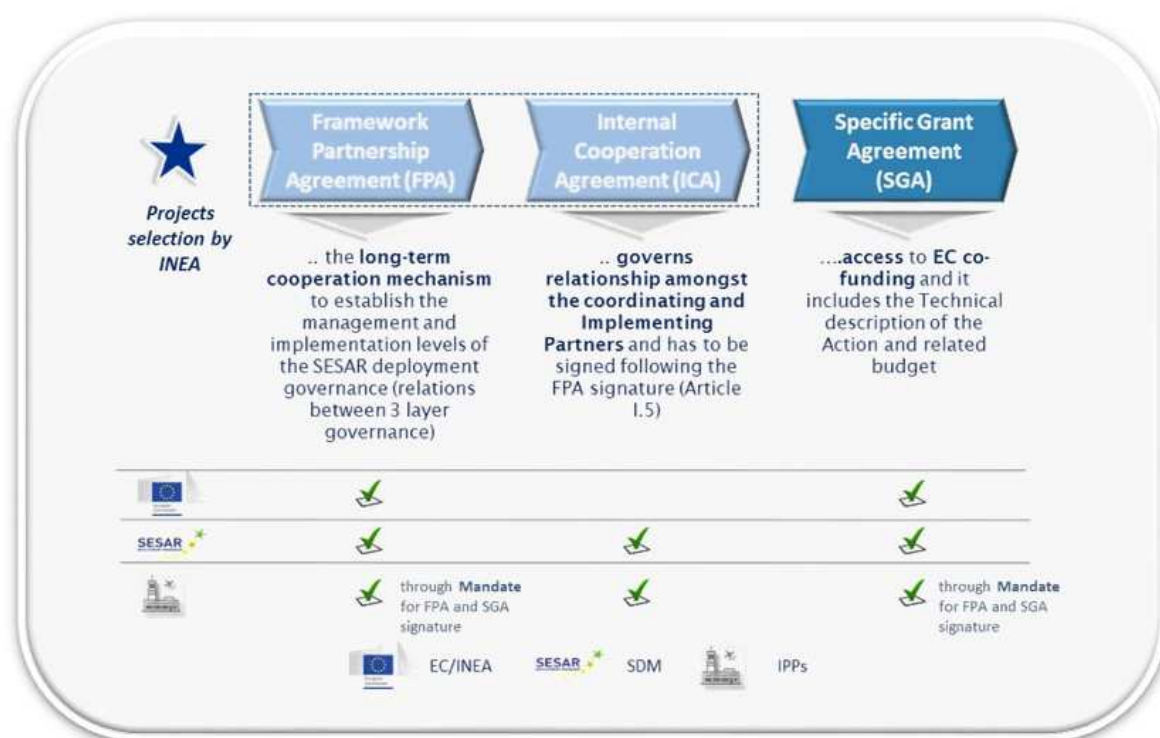 Projects
selection by
INEA
Framework
Partnership
Agreement (FPA)
.. the long-term
cooperation mechanism
to establish the
management and
implementation levels of
the SESAR deployment
governance (relations
between 3 layer
governance)
Internal
Cooperation
Agreement (ICA)
.. governs
relationship amongst
the coordinating and
Implementing
Partners and has to be
signed following the
FPA signature (Article
I.5)
Specific Grant
Agreement
(SGA)
....access to EC co-
funding and it
includes the Technical
description of the
Action and related
budget
SESAR
through Mandate
for FPA and SGA
signature
through Mandate
for FPA and SGA
signature
EC/INEA
SESAR
SDM
IPPs